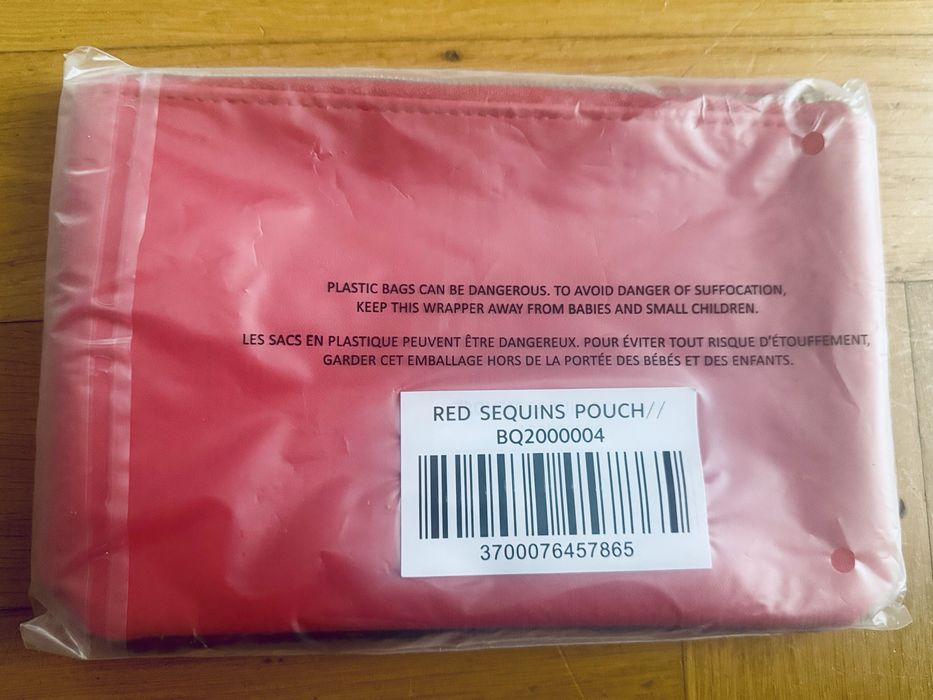 PLASTIC BAGS CAN BE DANGEROUS. TO AVOID DANGER OF SUFFOCATION,
KEEP THIS WRAPPER AWAY FROM BABIES AND SMALL CHILDREN.
LES SACS EN PLASTIQUE PEUVENT ÊTRE DANGEREUX. POUR ÉVITER TOUT RISQUE D'ÉTOUFFEMENT,
GARDER CET EMBALLAGE HORS DE LA PORTÉE DES BÉBÉS ET DES ENFANTS.
RED SEQUINS POUCH//
BQ2000004
3700076457865